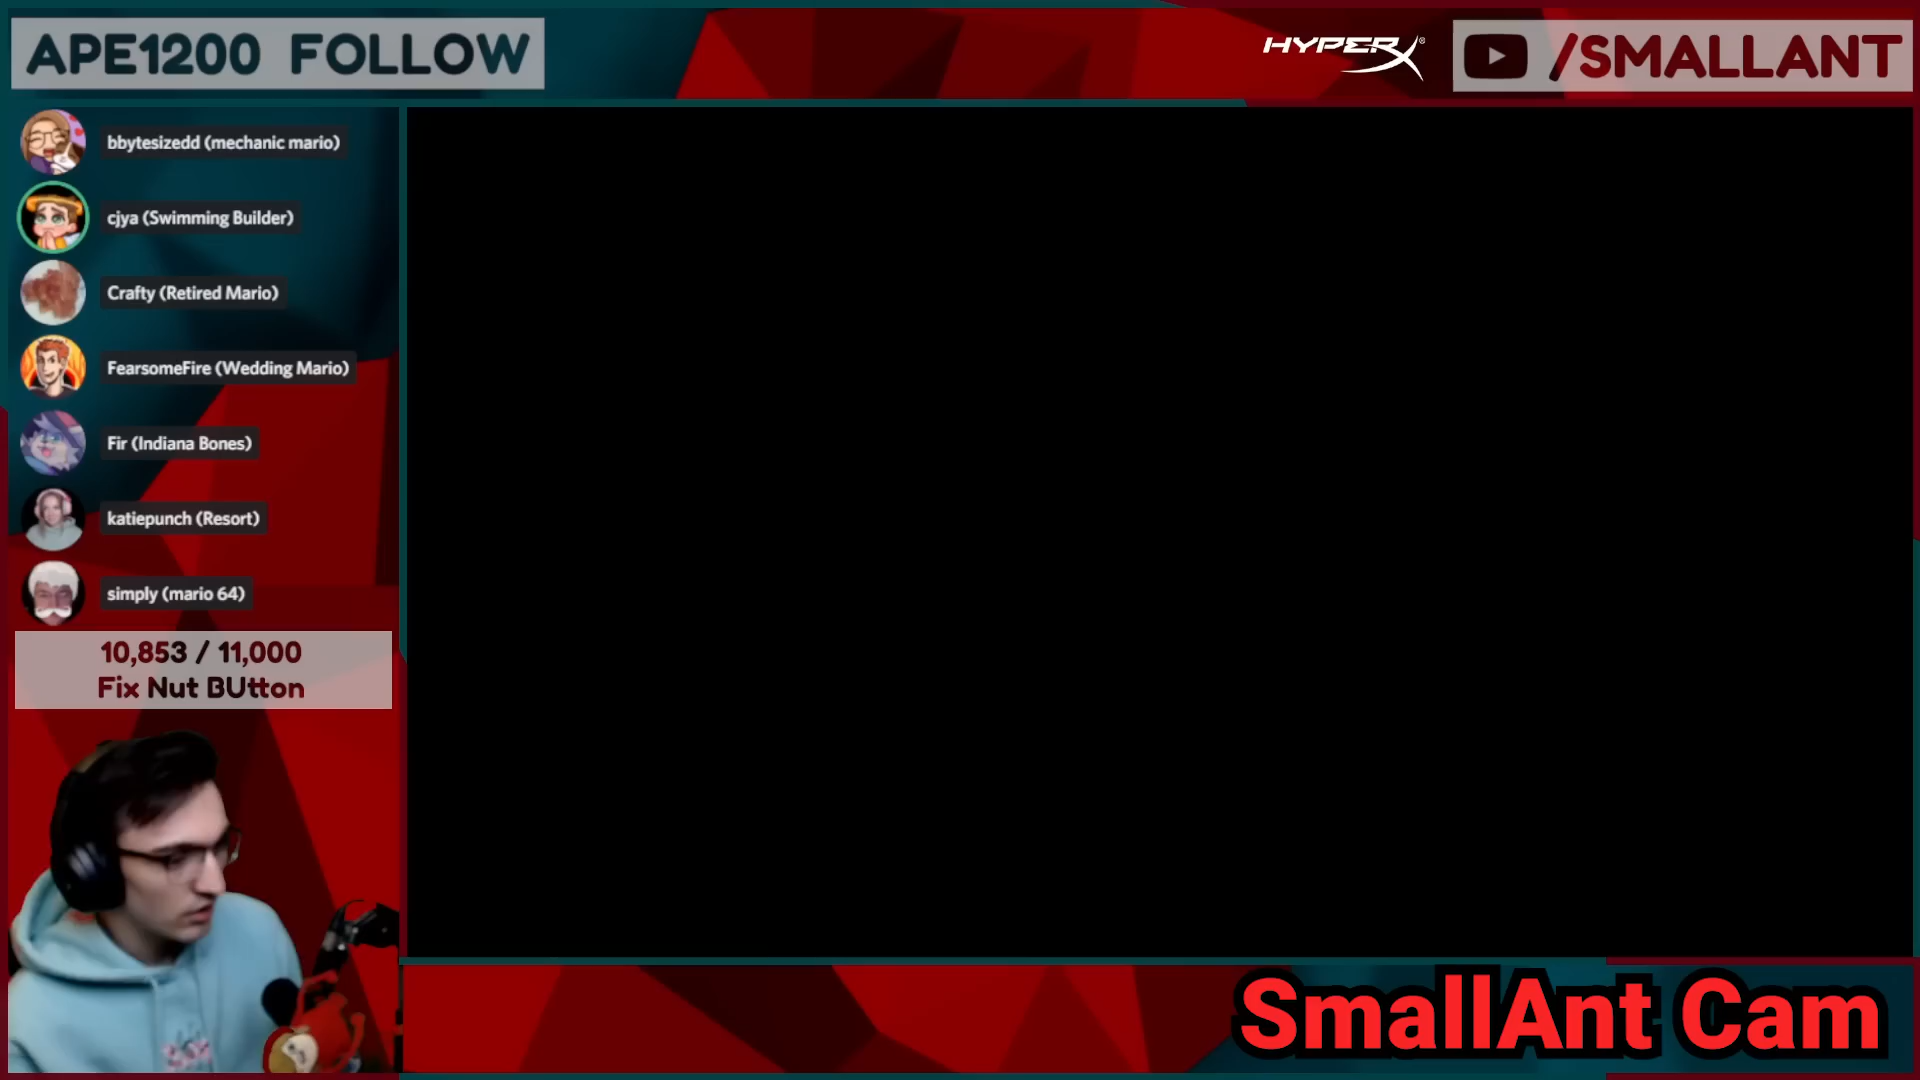 APE1200 FOLLOW
HYPERX®
/SMALLANT
bbytesizedd (mechanic mario)
cjya (Swimming Builder)
Crafty (Retired Mario)
FearsomeFire (Wedding Mario)
Fir (Indiana Bones)
katiepunch (Resort)
simply (mario 64)
10,853 / 11,000
Fix Nut BUtton
SmallAnt Cam